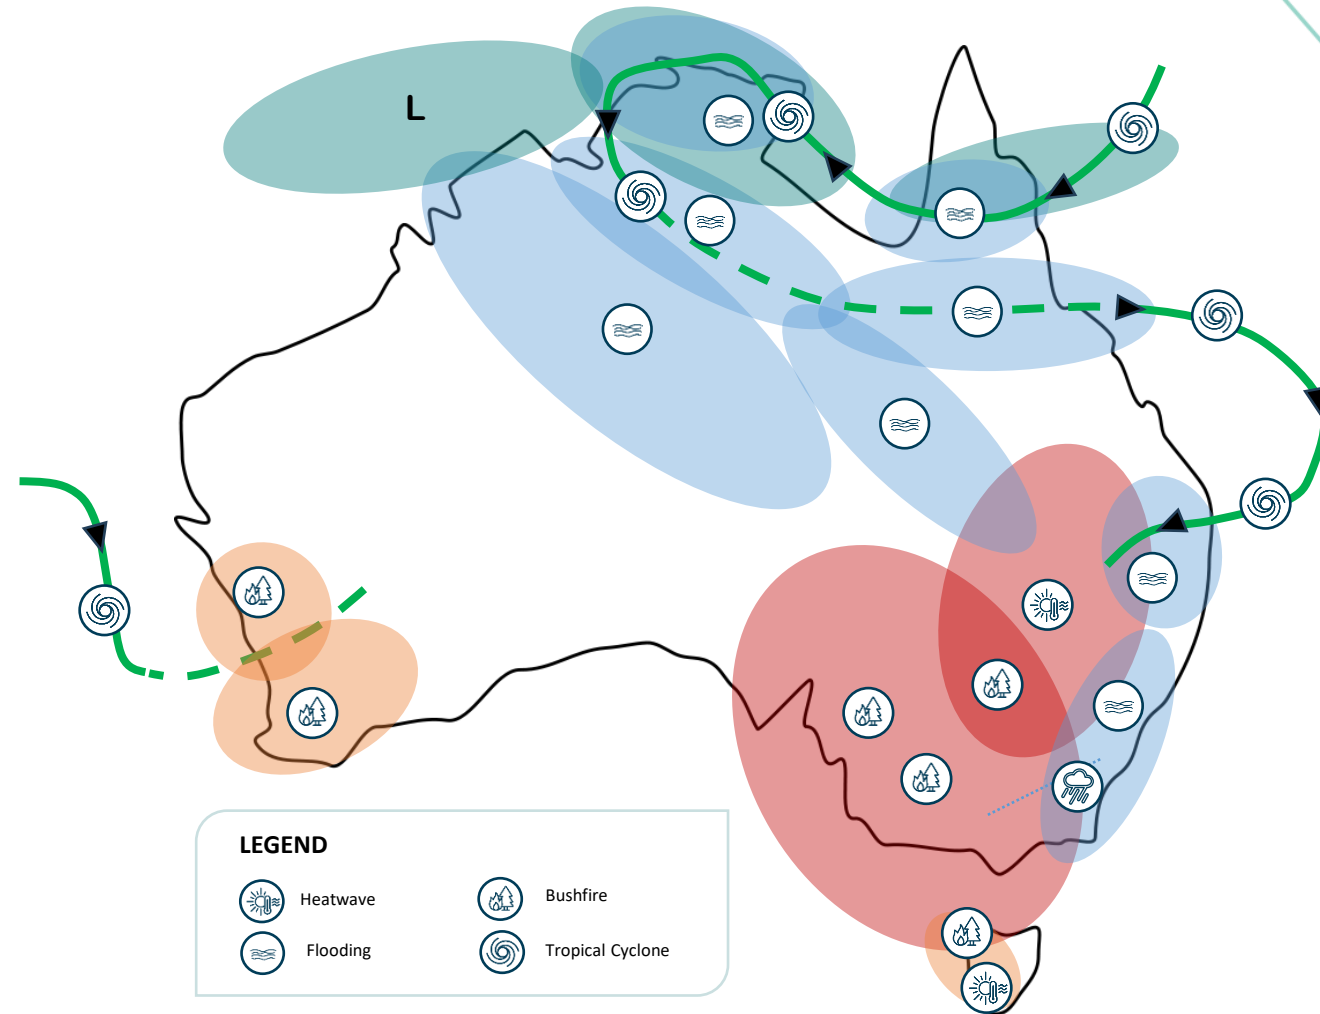 L
LEGEND
Heatwave
Bushfire
Flooding
Tropical Cyclone